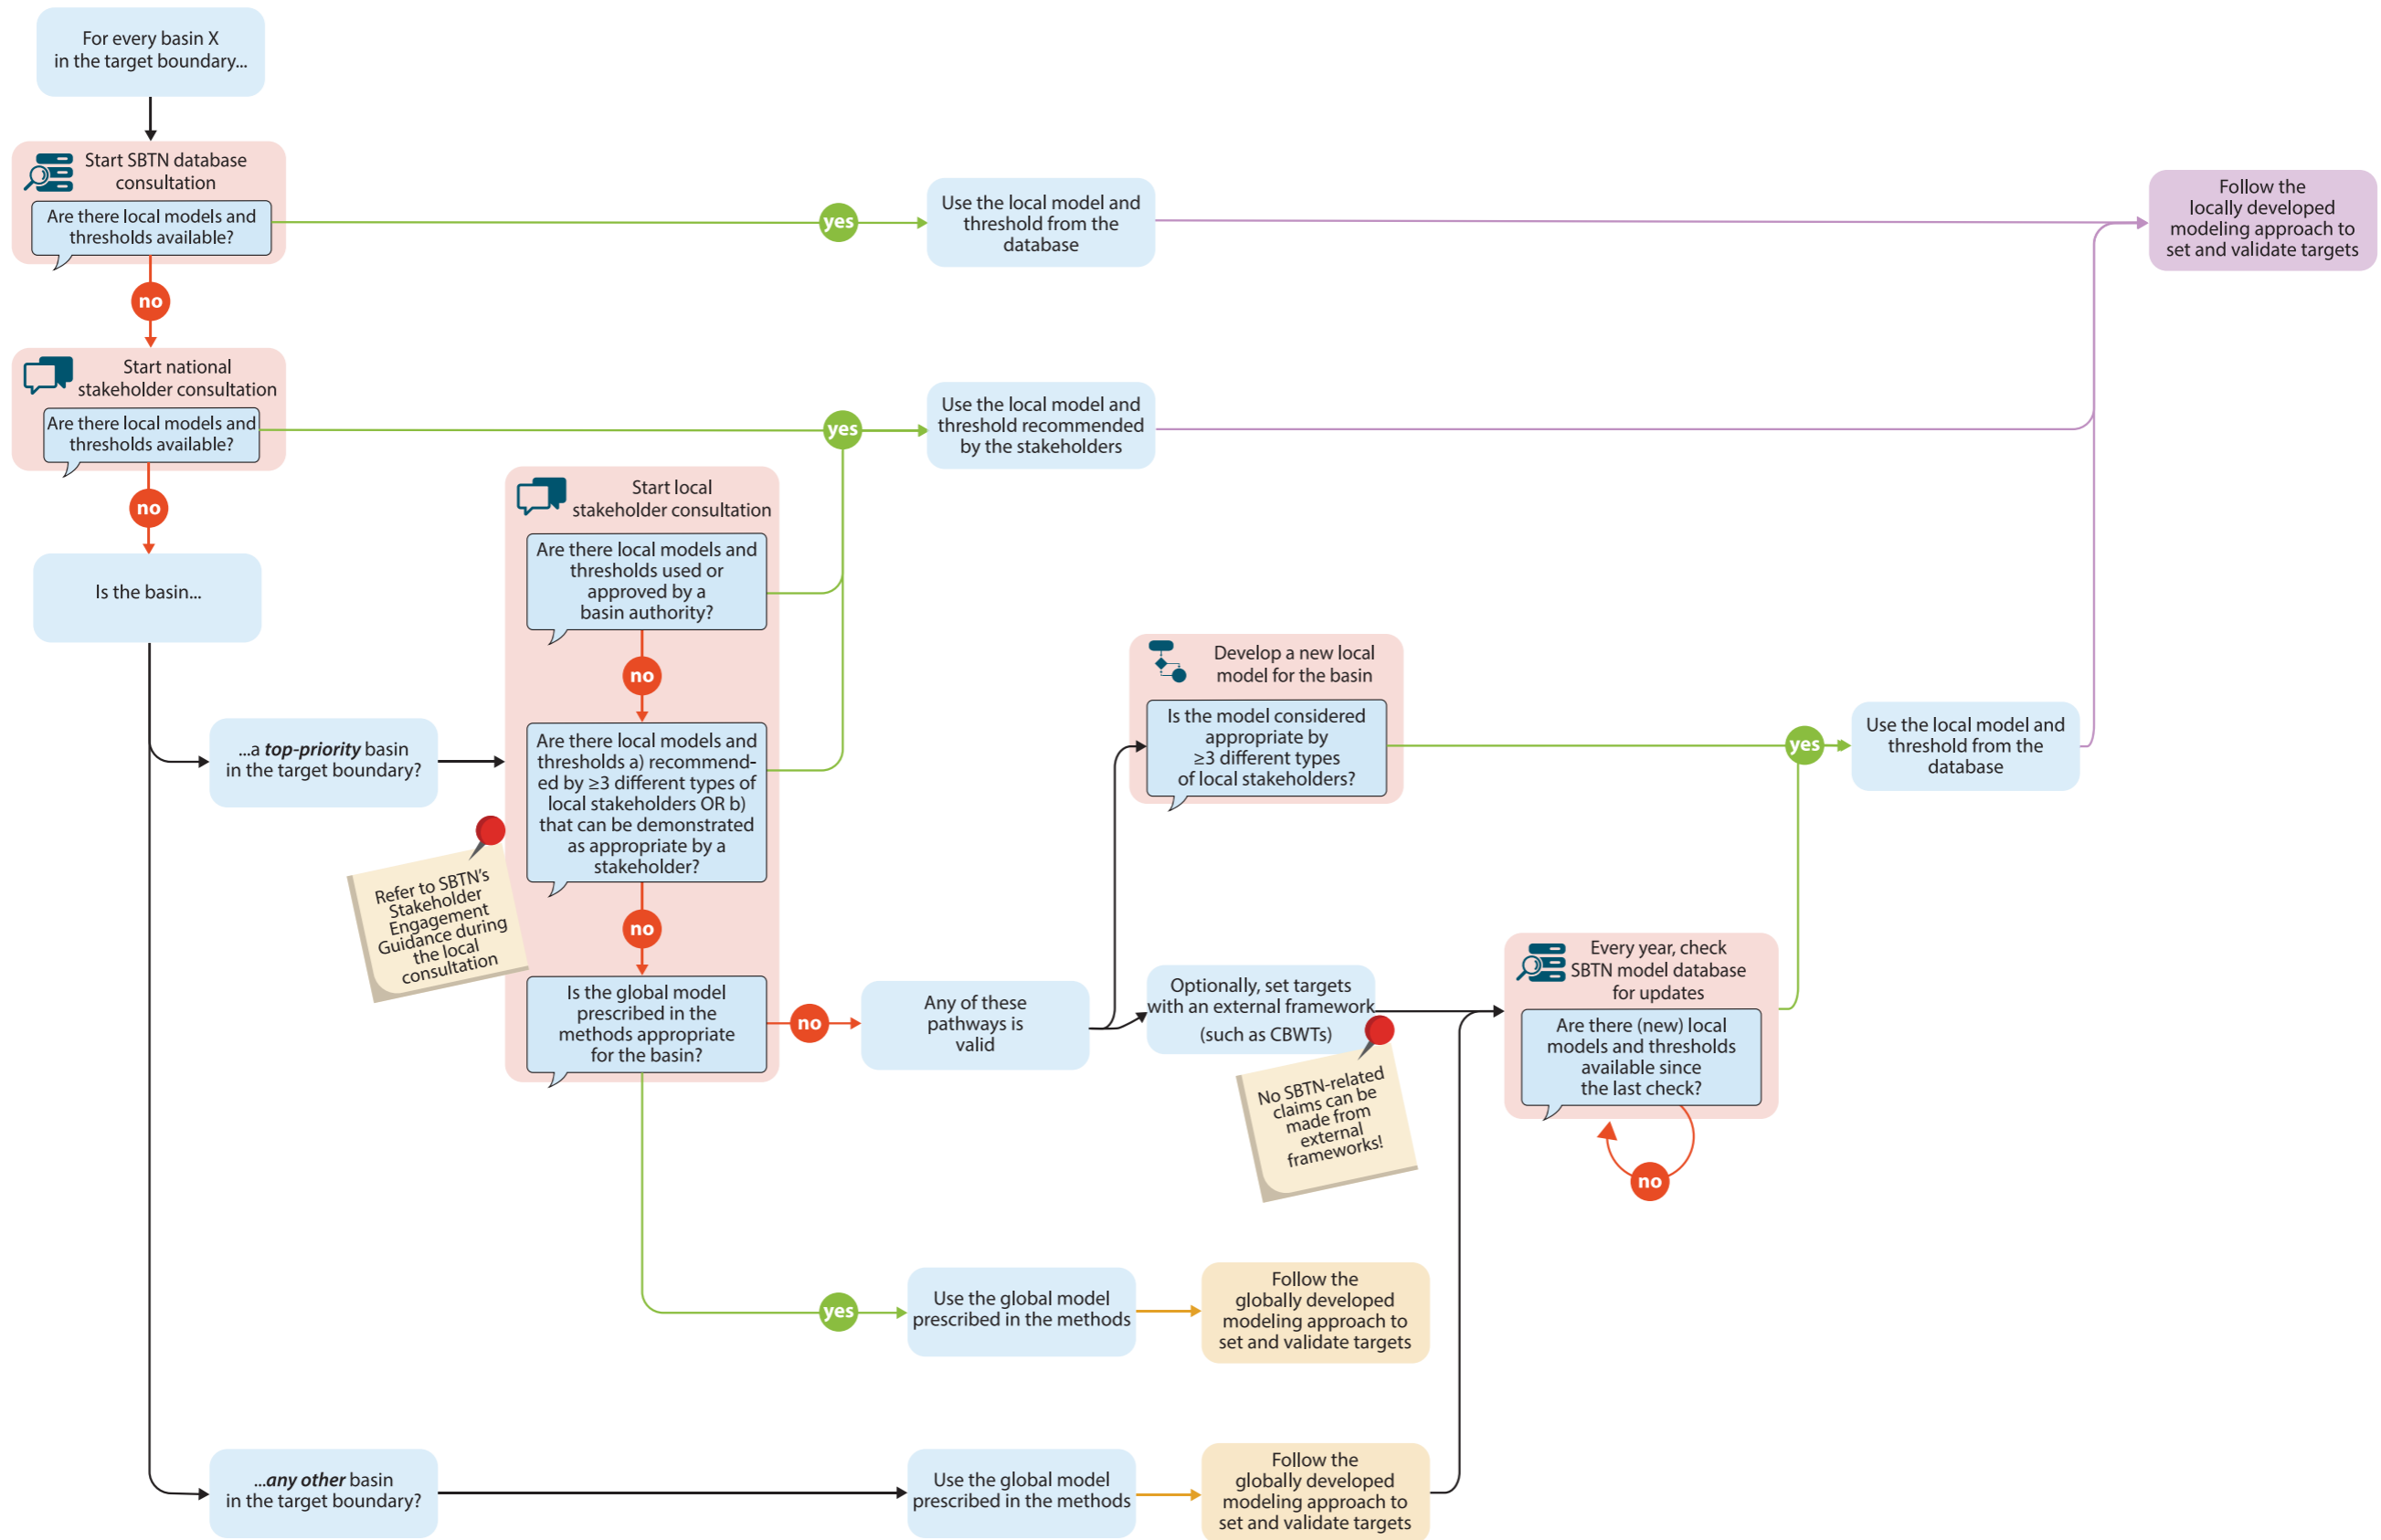 For every basin X
in the target boundary...
Start SBTN database
consultation
Are there local models and
thresholds available?
yes
Use the local model and
threshold from the
database
Follow the
locally developed
modeling approach to
set and validate targets
no
Start national
stakeholder consultation
Are there local models and
thresholds available?
yes
Use the local model and
threshold recommended
by the stakeholders
no
Is the basin...
...a top-priority basin
in the target boundary?
Start local
stakeholder consultation
Are there local models and
thresholds used or
approved by a
basin authority?
no
Are there local models and
thresholds a) recommend-
ed by ≥3 different types of
local stakeholders OR b)
that can be demonstrated
as appropriate by a
stakeholder?
Refer to SBTN's
Stakeholder
Engagement
Guidance during
the local
consultation
no
Is the global model
prescribed in the
methods appropriate
for the basin?
no
Any of these
pathways is
valid
Develop a new local
model for the basin
Is the model considered
appropriate by
≥3 different types
of local stakeholders?
yes
Use the local model and
threshold from the
database
Optionally, set targets
with an external framework
(such as CBWTs)
No SBTN-related
claims can be
made from
external
frameworks!
Every year, check
SBTN model database
for updates
Are there (new) local
models and thresholds
available since
the last check?
no
yes
Use the global model
prescribed in the methods
Follow the
globally developed
modeling approach to
set and validate targets
...any other basin
in the target boundary?
Use the global model
prescribed in the methods
Follow the
globally developed
modeling approach to
set and validate targets